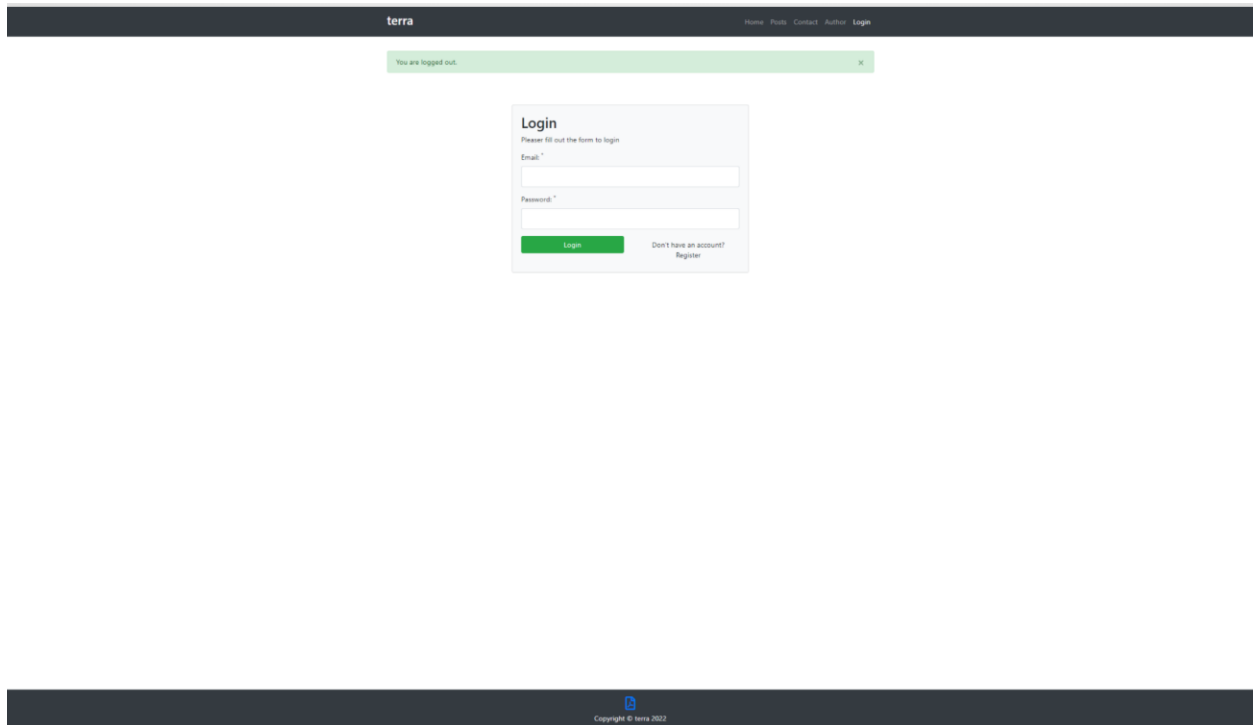 terra
Home Posts Contact Author Login
You are logged out. ×
Login
Pleaser fill out the form to login
Email: *
Password: *
Login
Don't have an account?
Register
Copyright © terra 2022